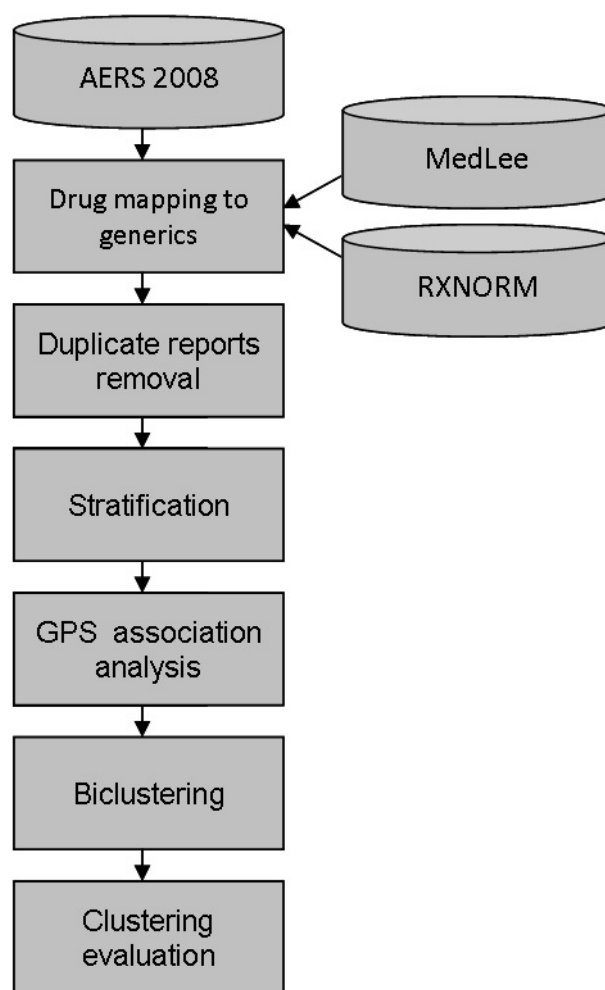 AERS 2008
MedLee
Drug mapping to
generics
RXNORM
Duplicate reports
removal
Stratification
GPS association
analysis
Biclustering
Clustering
evaluation